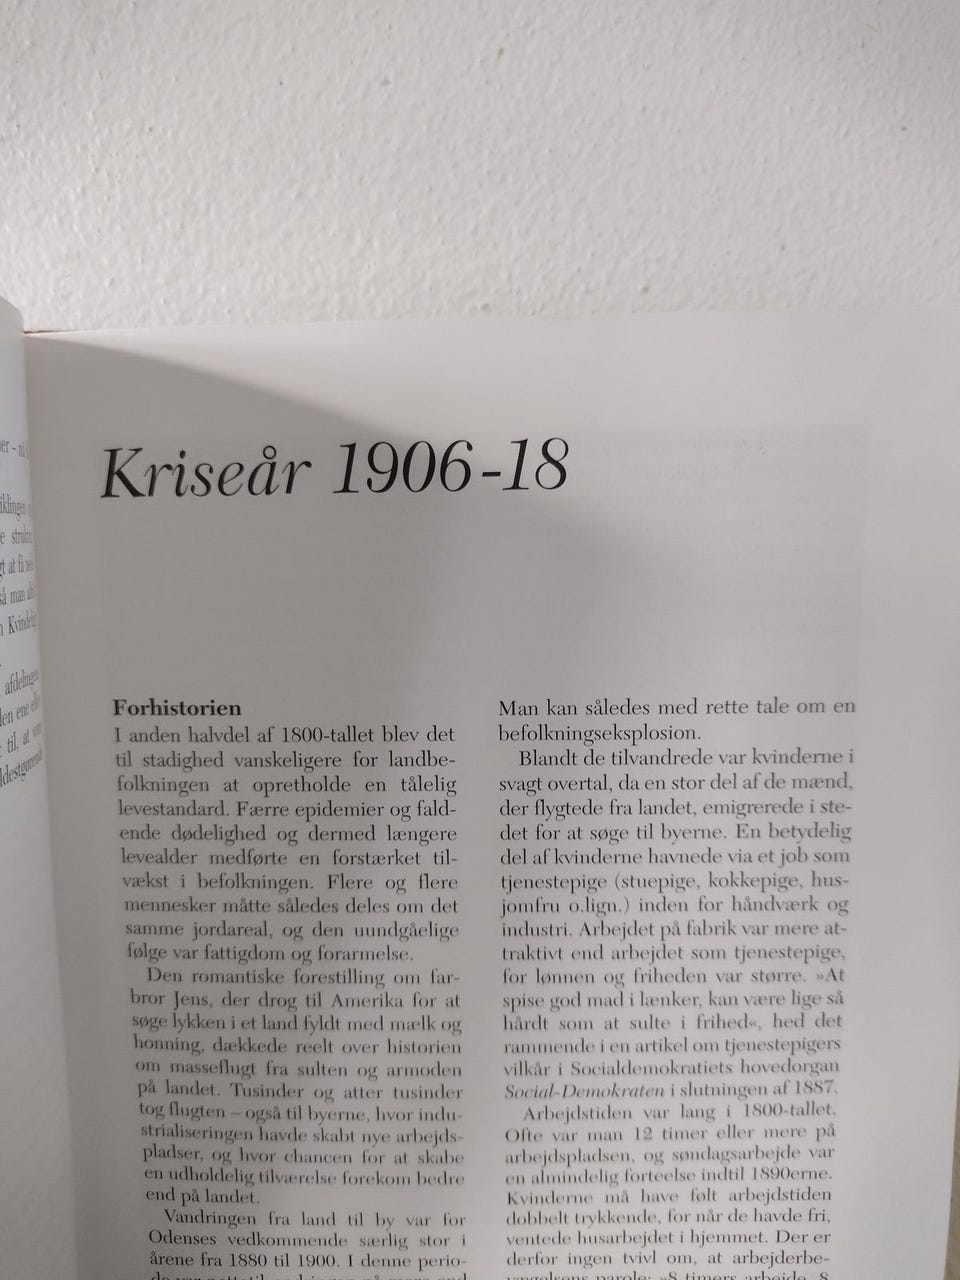 Kriseår 1906-18
Forhistorien
I anden halvdel af 1800-tallet blev det
til stadighed vanskeligere for landbe-
folkningen at opretholde en tålelig
levestandard. Færre epidemier og fald-
ende dødelighed og dermed længere
levealder medførte en forstærket til-
vækst i befolkningen. Flere og flere
mennesker måtte således deles om det
samme jordareal, og den uundgåelige
følge var fattigdom og forarmelse.
Den romantiske forestilling om far-
bror Jens, der drog til Amerika for at
søge lykken i et land fyldt med mælk og
honning, dækkede reelt over historien
om masseflugt fra sulten og armoden
på landet. Tusinder og atter tusinder
tog flugten – også til byerne, hvor indu-
strialiseringen havde skabt nye arbejds-
pladser, og hvor chancen for at skabe
en udholdelig tilværelse forekom bedre
end på landet.
Vandringen fra land til by var for
Odenses vedkommende særlig stor i
årene fra 1880 til 1900. I denne perio-
Man kan således med rette tale om en
befolkningseksplosion.
Blandt de tilvandrede var kvinderne i
svagt overtal, da en stor del af de mænd,
der flygtede fra landet, emigrerede i ste-
det for at søge til byerne. En betydelig
del af kvinderne havnede via et job som
tjenestepige (stuepige, kokkepige, hus-
jomfru o.lign.) inden for håndværk og
industri. Arbejdet på fabrik var mere at-
traktivt end arbejdet som tjenestepige,
for lønnen og friheden var større. »At
spise god mad i lænker, kan være lige så
hårdt som at sulte i frihed«, hed det
rammende i en artikel om tjenestepigers
vilkår i Socialdemokratiets hovedorgan
Social-Demokraten i slutningen af 1887.
Arbejdstiden var lang i 1800-tallet.
Ofte var man 12 timer eller mere på
arbejdspladsen, og søndagsarbejde var
en almindelig foreteelse indtil 1890erne.
Kvinderne må have følt arbejdstiden
dobbelt trykkende, for når de havde fri,
ventede husarbejdet i hjemmet. Der er
derfor ingen tvivl om, at arbejderbe-